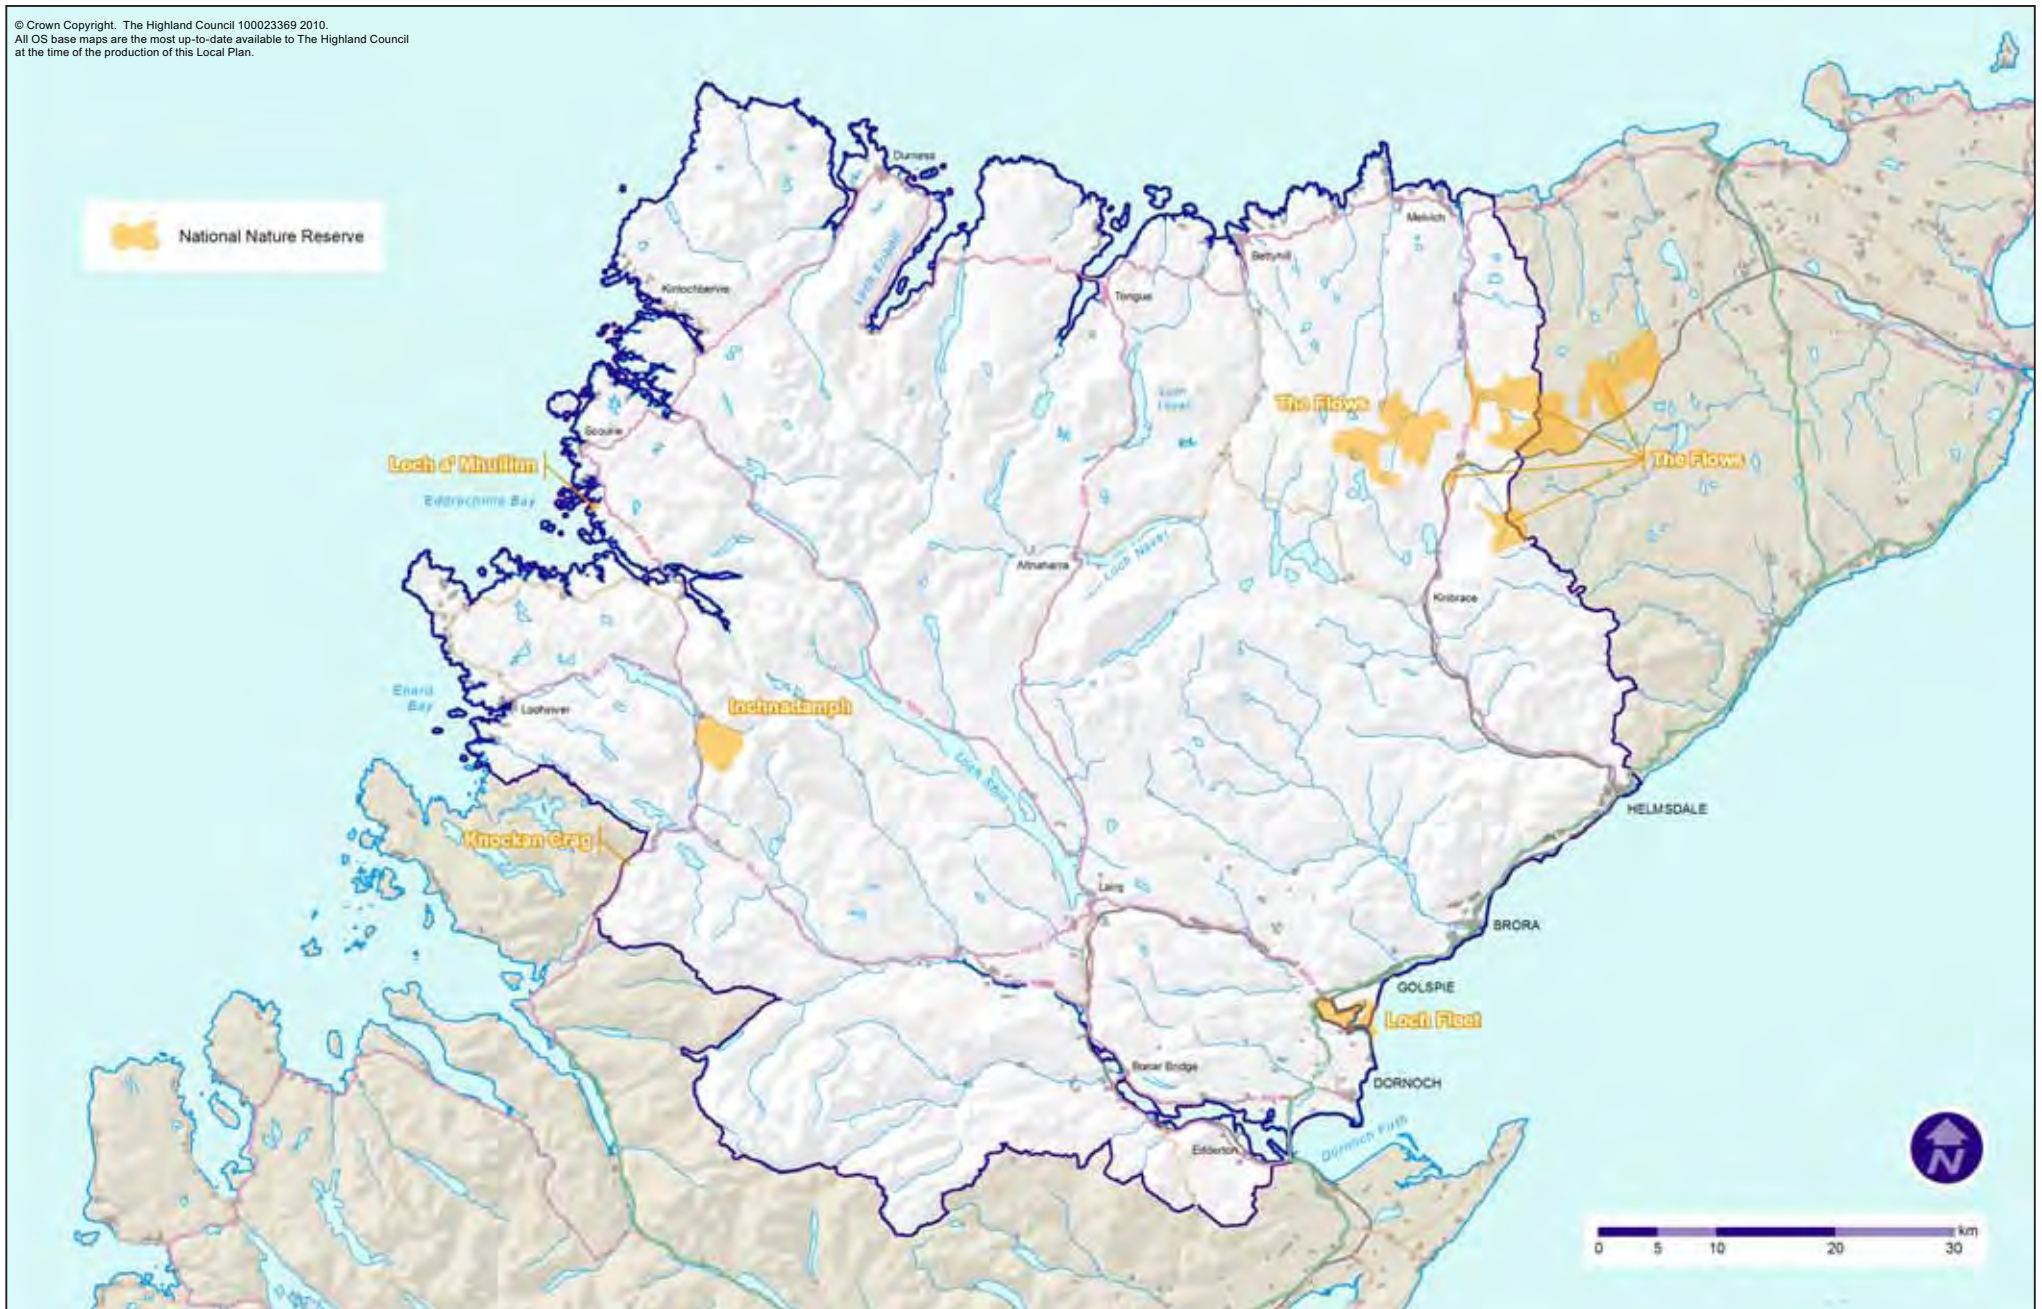 © Crown Copyright. The Highland Council 100023369 2010.
All OS base maps are the most up-to-date available to The Highland Council
at the time of the production of this Local Plan.
National Nature Reserve
Durness
Melvich
Bettyhill
Loch Eriboll
Kinlochbervie
Tongue
Loch
Loyal
The Flows
Scourie
Loch a' Mhuilinn
The Flows
Eddrachillis Bay
Altnaharra
Loch Naver
Kinbrace
Enard
Bay
Lochinver
Inchnadamph
Loch Shin
HELMSDALE
Knockan Crag
Lairg
BRORA
GOLSPIE
Loch Fleet
Bonar Bridge
DORNOCH
Dornoch Firth
Edderton
N
km
0 5 10 20 30